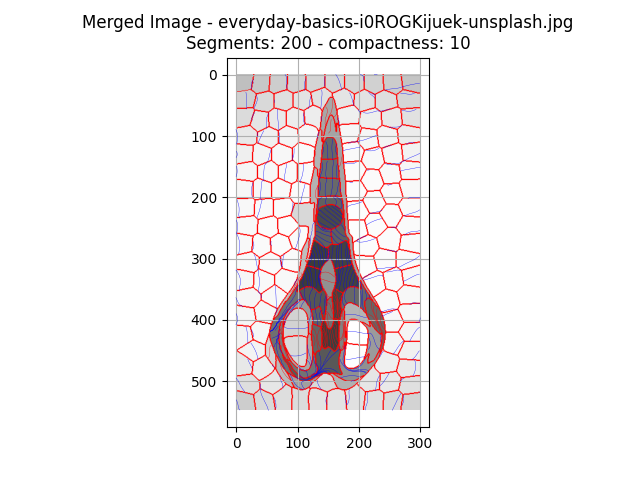 Merged Image - everyday-basics-i0ROGKijuek-unsplash.jpg
Segments: 200 - compactness: 10
0
100
200
300
400
500
0 100 200 300